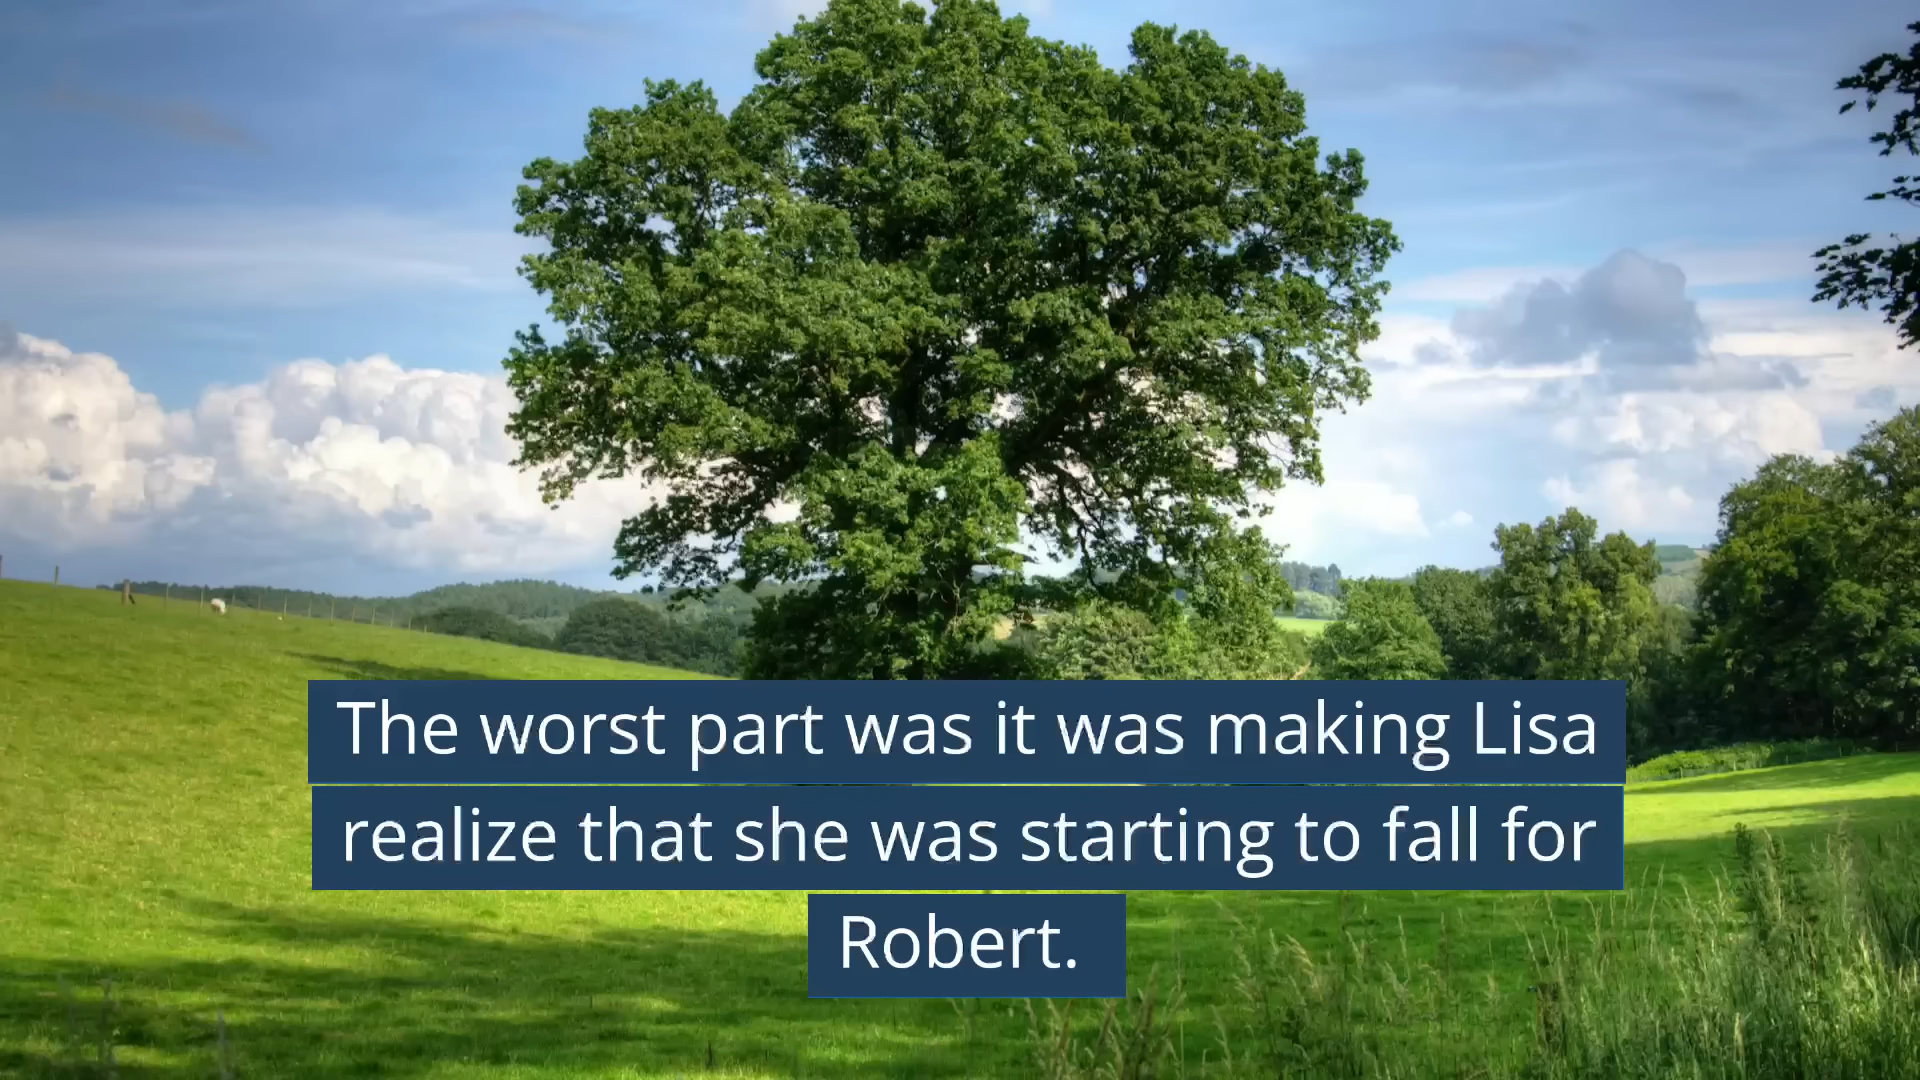 The worst part was it was making Lisa
realize that she was starting to fall for
Robert.